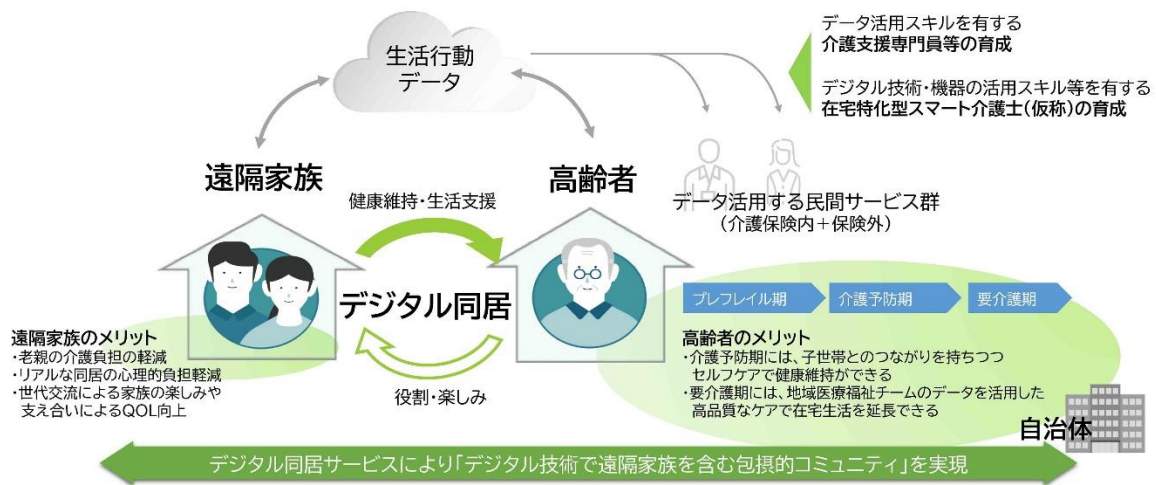 生活行動
データ
データ活用スキルを有する
介護支援専門員等の育成
デジタル技術・機器の活用スキル等を有する
在宅特化型スマート介護士(仮称)の育成
遠隔家族
高齢者
健康維持・生活支援
データ活用する民間サービス群
(介護保険内+保険外)
デジタル同居
役割・楽しみ
遠隔家族のメリット
・老親の介護負担の軽減
・リアルな同居の心理的負担軽減
・世代交流による家族の楽しみや
支え合いによるQOL向上
プレフレイル期
介護予防期
要介護期
高齢者のメリット
・介護予防期には、子世帯とのつながりを持ちつつ
セルフケアで健康維持ができる
・要介護期には、地域医療福祉チームのデータを活用した
高品質なケアで在宅生活を延長できる
自治体
デジタル同居サービスにより「デジタル技術で遠隔家族を含む包摂的コミュニティ」を実現